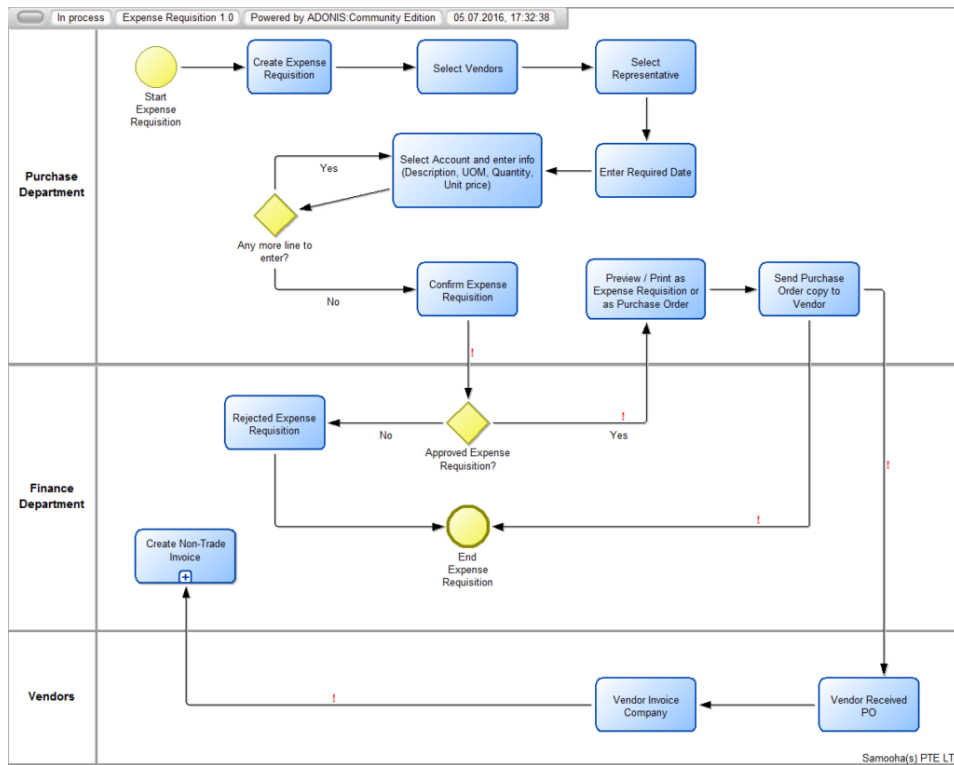 In process
Expense Requisition 1.0
Powered by ADONIS:Community Edition
05.07.2016, 17:32:38
Purchase
Department
Start
Expense
Requisition
Create Expense
Requisition
Select Vendors
Select
Representative
Enter Required Date
Select Account and enter info
(Description, UOM, Quantity,
Unit price)
Yes
Any more line to
enter?
No
Confirm Expense
Requisition
Preview / Print as
Expense Requisition or
as Purchase Order
Send Purchase
Order copy to
Vendor
!
Finance
Department
Rejected Expense
Requisition
No
Approved Expense
Requisition?
!
Yes
!
!
End
Expense
Requisition
Create Non-Trade
Invoice
Vendors
!
Vendor Invoice
Company
Vendor Received
PO
Samooha(s) PTE LT